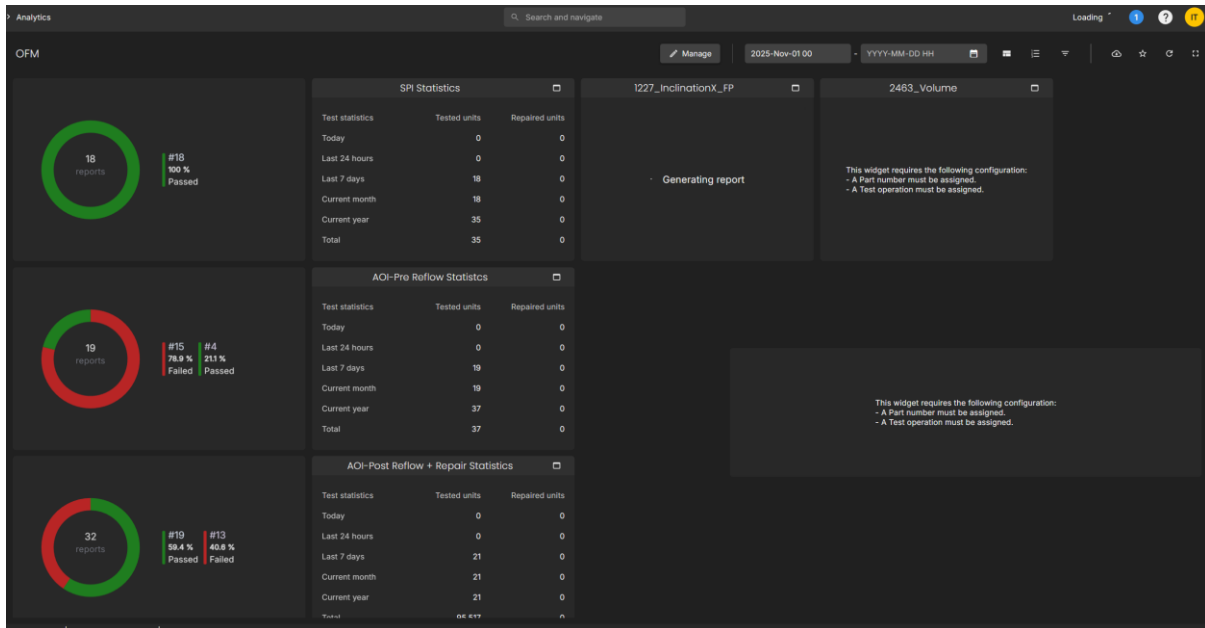 Analytics
Search and navigate
Loading
1
?
IT
OFM
Manage
2025-Nov-01 00
-
YYYY-MM-DD HH
18
reports
#18
100 %
Passed
SPI Statistics
Test statistics Tested units Repaired units
Today 0 0
Last 24 hours 0 0
Last 7 days 18 0
Current month 18 0
Current year 35 0
Total 35 0
1227_InclinationX_FP
Generating report
2463_Volume
This widget requires the following configuration:
- A Part number must be assigned.
- A Test operation must be assigned.
19
reports
#15 #4
78.9 % 21.1 %
Failed Passed
AOI-Pre Reflow Statistcs
Test statistics Tested units Repaired units
Today 0 0
Last 24 hours 0 0
Last 7 days 19 0
Current month 19 0
Current year 37 0
Total 37 0
This widget requires the following configuration:
- A Part number must be assigned.
- A Test operation must be assigned.
32
reports
#19 #13
59.4 % 40.6 %
Passed Failed
AOI-Post Reflow + Repair Statistics
Test statistics Tested units Repaired units
Today 0 0
Last 24 hours 0 0
Last 7 days 21 0
Current month 21 0
Current year 21 0
Total 95,517 0